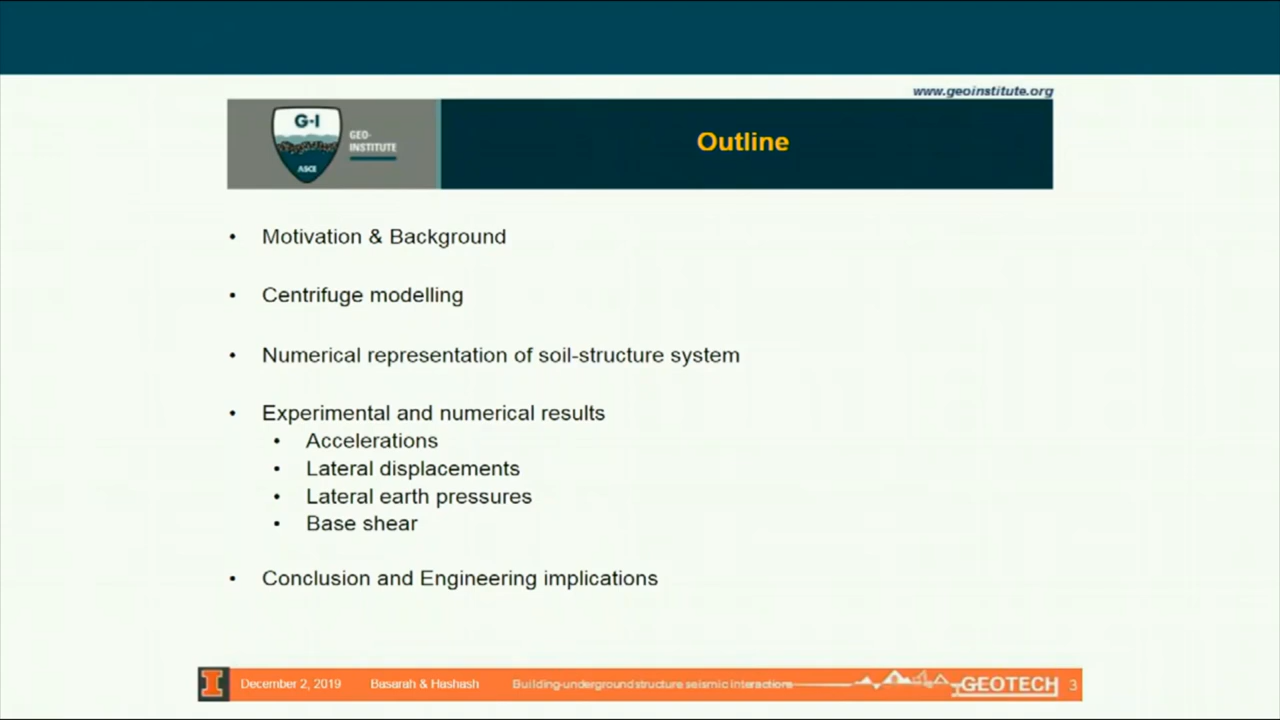 www.geoinstitute.org
G-I
GEO-
INSTITUTE
ASCE
Outline
• Motivation & Background
• Centrifuge modelling
• Numerical representation of soil-structure system
• Experimental and numerical results
• Accelerations
• Lateral displacements
• Lateral earth pressures
• Base shear
• Conclusion and Engineering implications
I December 2, 2019 Basarah & Hashash Building-underground structure seismic interactions GEOTECH 3